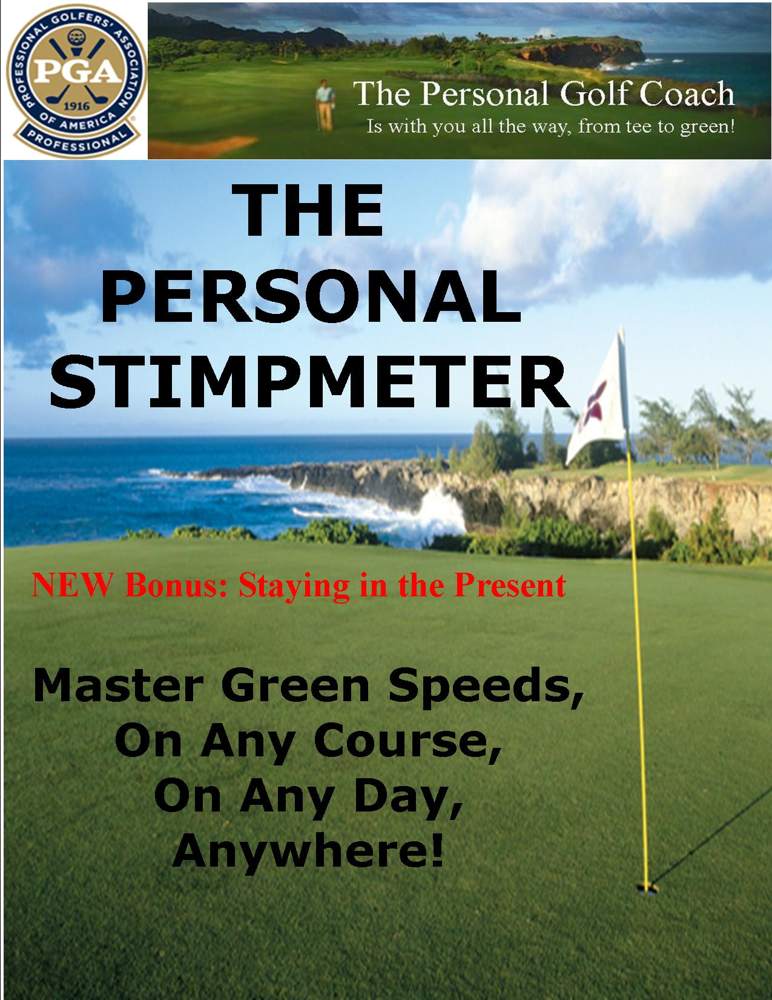 PROFESSIONAL GOLFERS' ASSOCIATION OF AMERICA
PGA
1916
PROFESSIONAL
®
The Personal Golf Coach
Is with you all the way, from tee to green!
THE
PERSONAL
STIMPMETER
NEW Bonus: Staying in the Present
Master Green Speeds,
On Any Course,
On Any Day,
Anywhere!